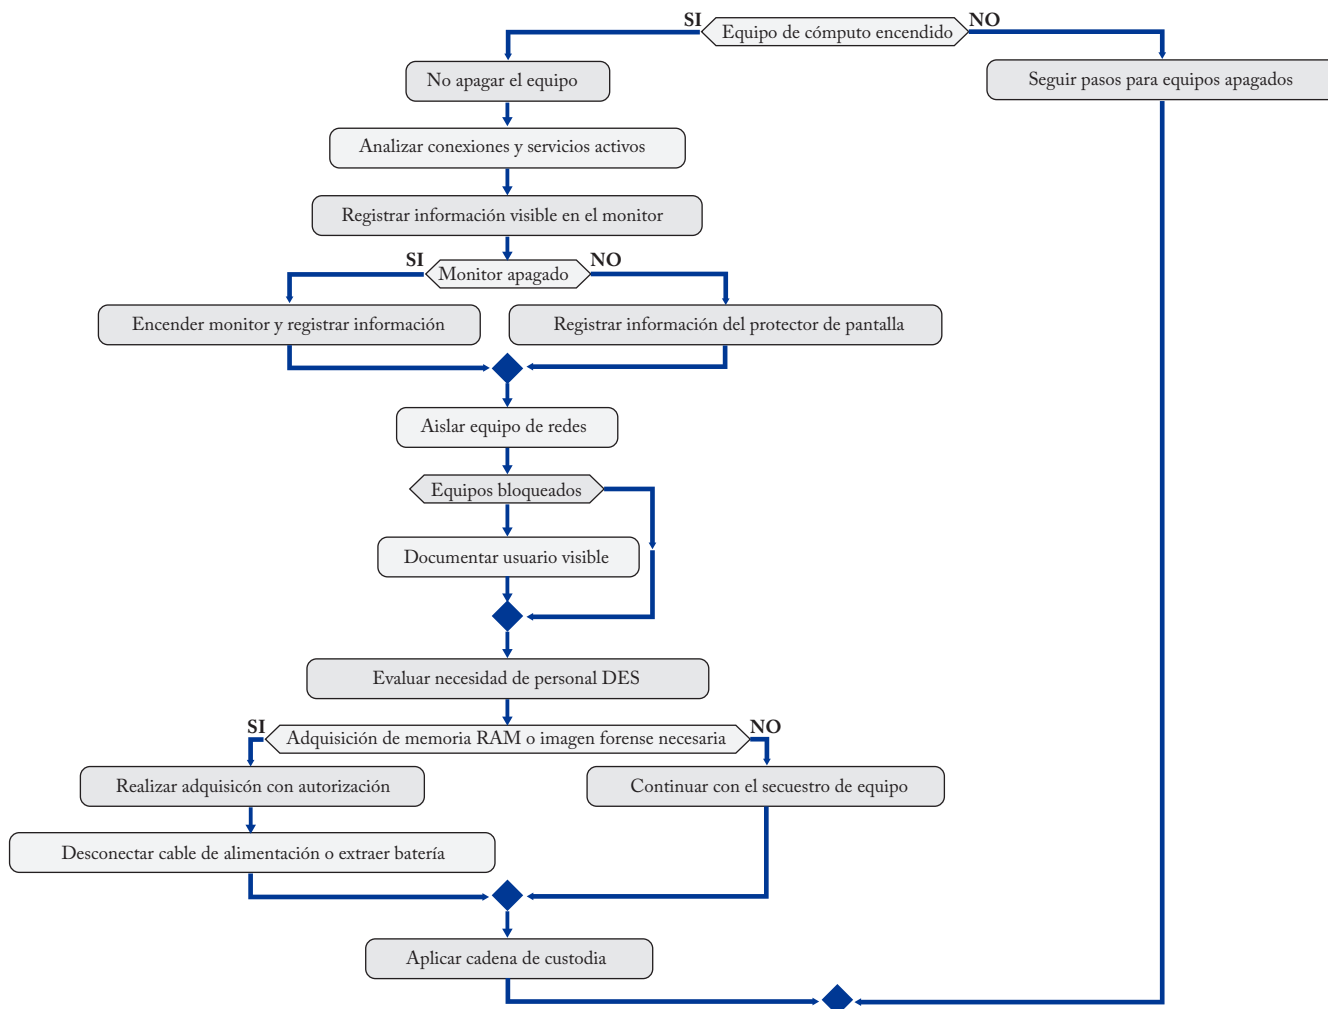 SI
Equipo de cómputo encendido
NO
No apagar el equipo
Seguir pasos para equipos apagados
Analizar conexiones y servicios activos
Registrar información visible en el monitor
SI
Monitor apagado
NO
Encender monitor y registrar información
Registrar información del protector de pantalla
Aislar equipo de redes
Equipos bloqueados
Documentar usuario visible
Evaluar necesidad de personal DES
SI
Adquisición de memoria RAM o imagen forense necesaria
NO
Realizar adquisicón con autorización
Continuar con el secuestro de equipo
Desconectar cable de alimentación o extraer batería
Aplicar cadena de custodia